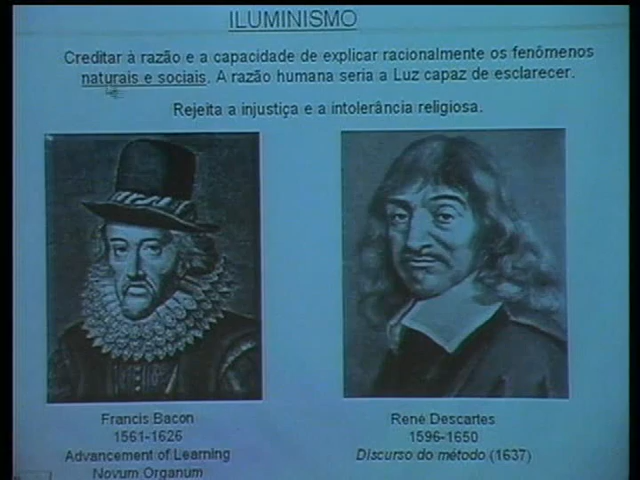 ILUMINISMO
Creditar à razão e a capacidade de explicar racionalmente os fenômenos
naturais e sociais. A razão humana seria a Luz capaz de esclarecer.
Rejeita a injustiça e a intolerância religiosa.
Francis Bacon
1561-1626
Advancement of Learning
Novum Organum
René Descartes
1596-1650
Discurso do método (1637)